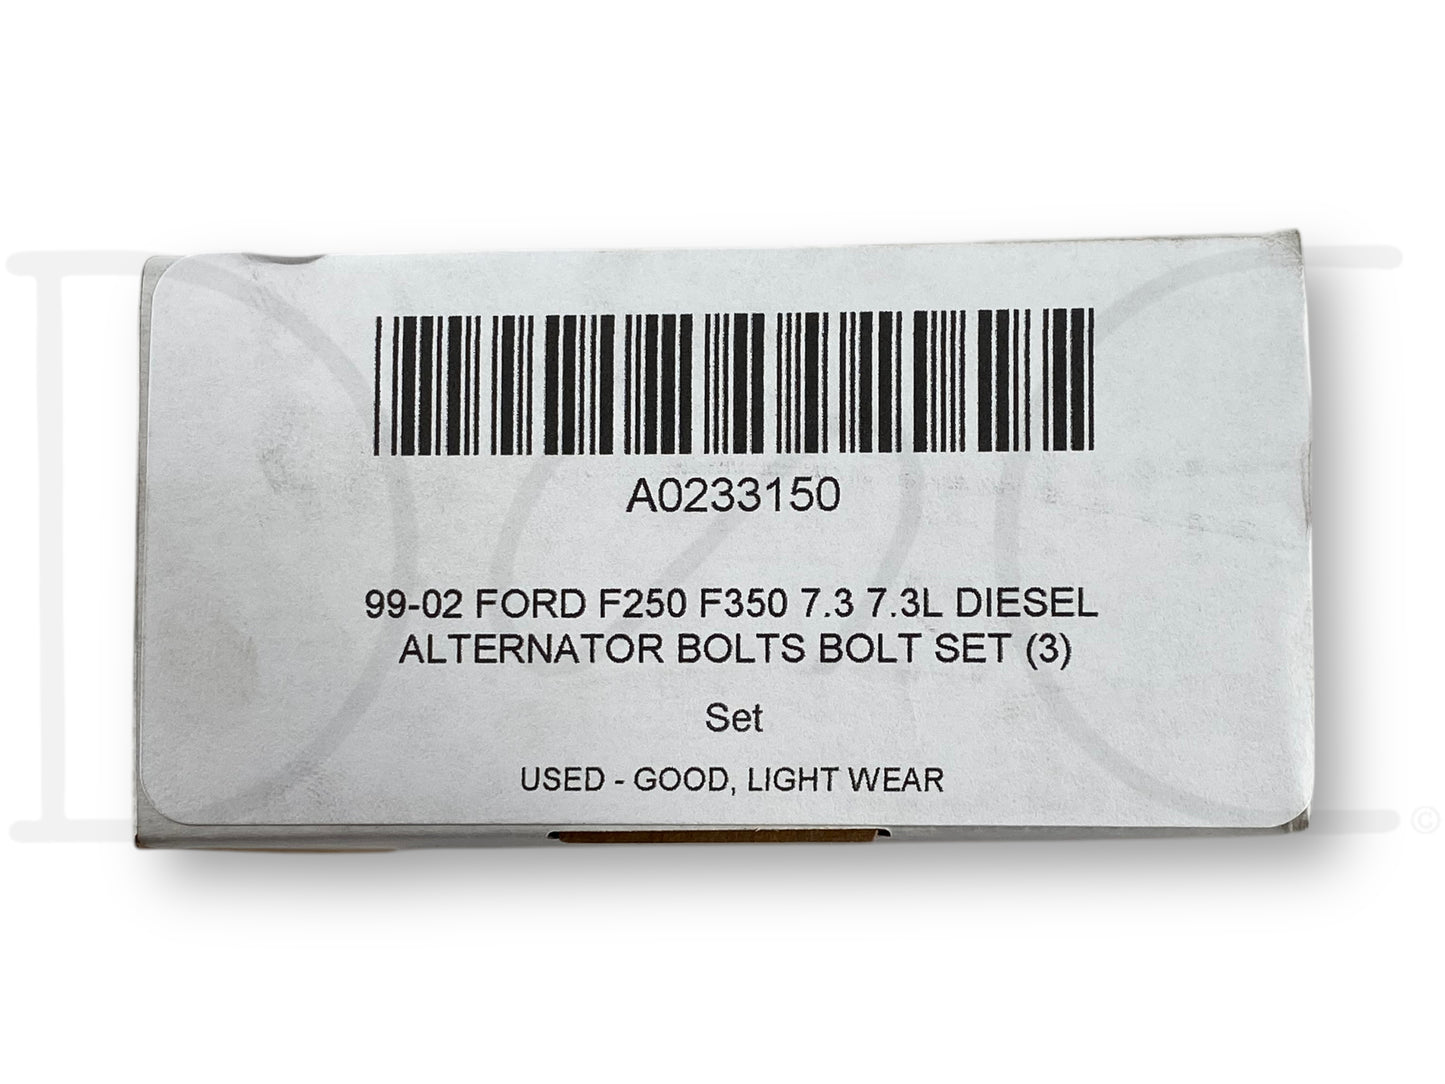 A0233150
99-02 FORD F250 F350 7.3 7.3L DIESEL
ALTERNATOR BOLTS BOLT SET (3)
Set
USED - GOOD, LIGHT WEAR
©